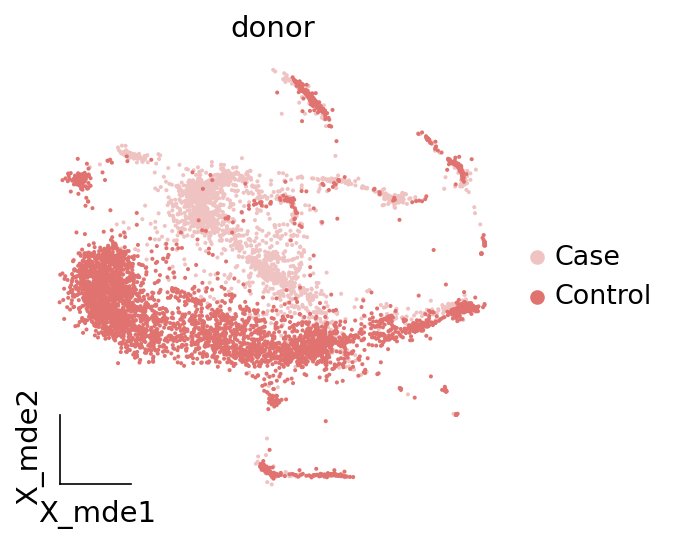 donor
Case
Control
X_mde2
X_mde1